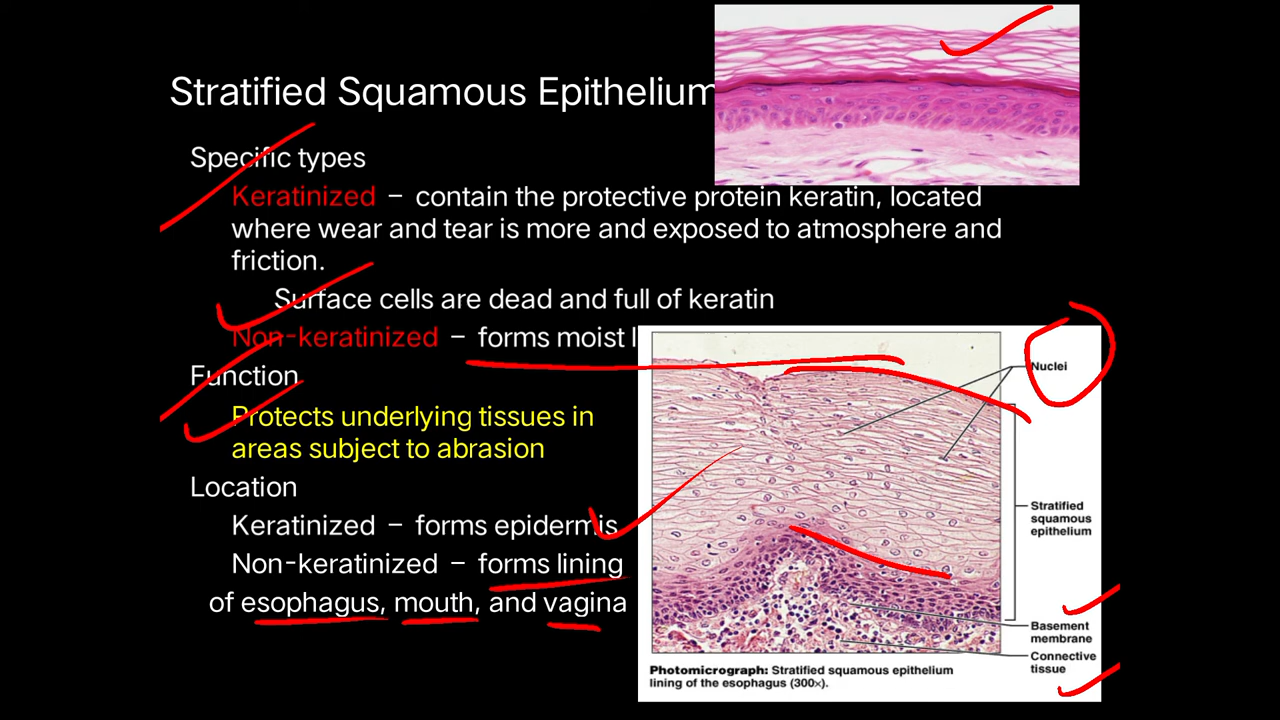 Stratified Squamous Epithelium
Specific types
Keratinized – contain the protective protein keratin, located
where wear and tear is more and exposed to atmosphere and
friction.
Surface cells are dead and full of keratin
Non-keratinized – forms moist l
Function
Protects underlying tissues in
areas subject to abrasion
Location
Keratinized – forms epidermis
Non-keratinized – forms lining
of esophagus, mouth, and vagina
Nuclei
Stratified
squamous
epithelium
Basement
membrane
Connective
tissue
Photomicrograph: Stratified squamous epithelium
lining of the esophagus (300×).